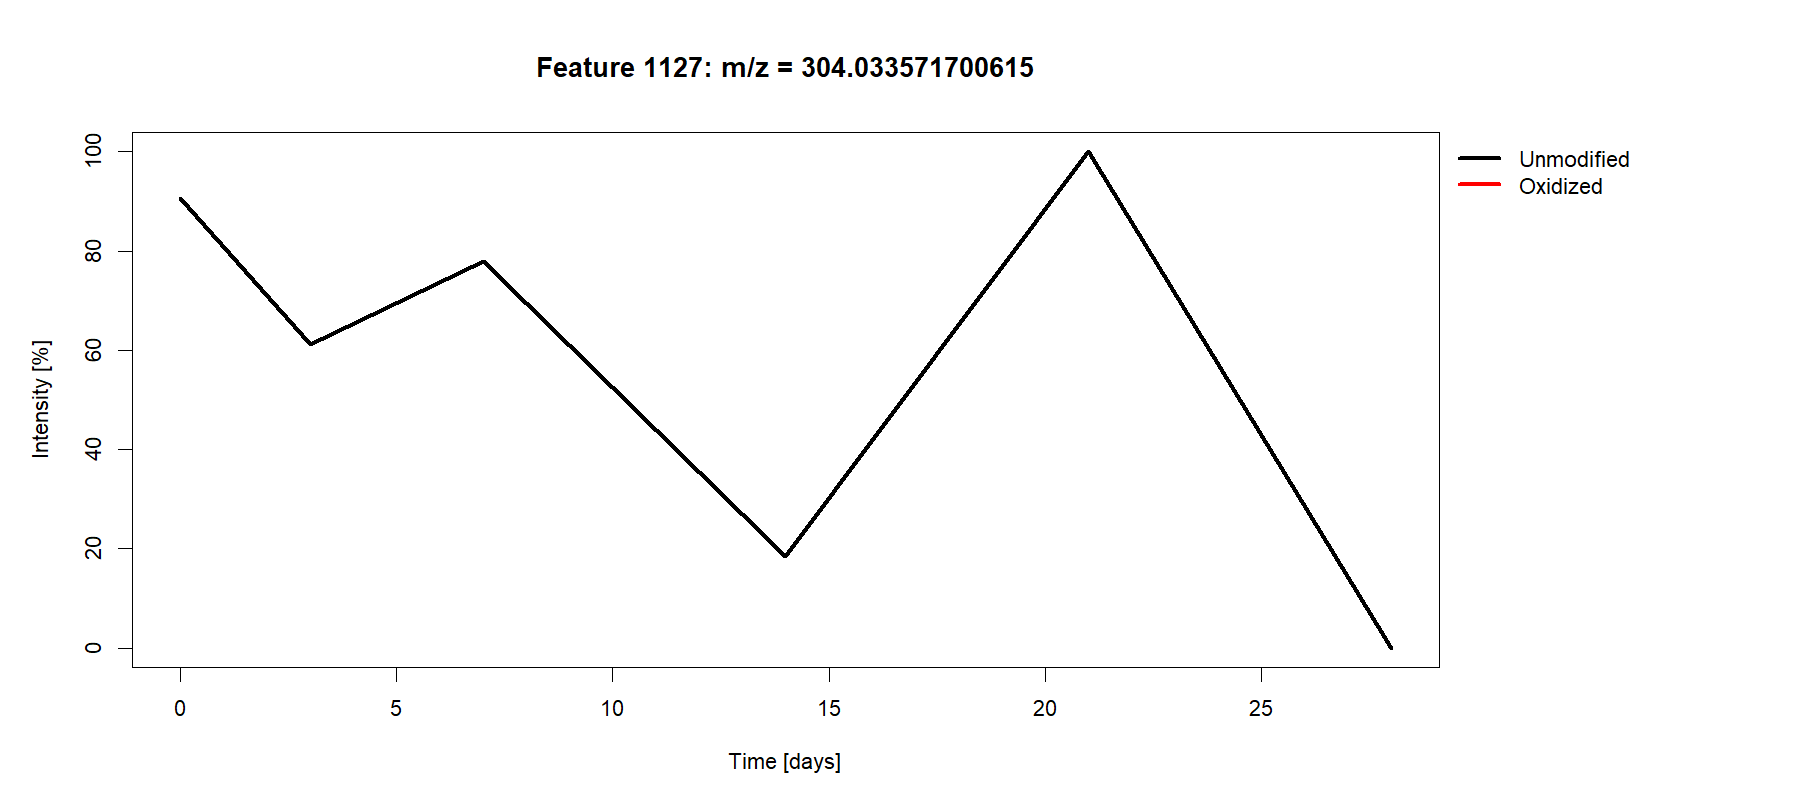 Feature 1127: m/z = 304.033571700615
Unmodified
Oxidized
Intensity [%]
100
80
60
40
20
0
0 5 10 15 20 25
Time [days]